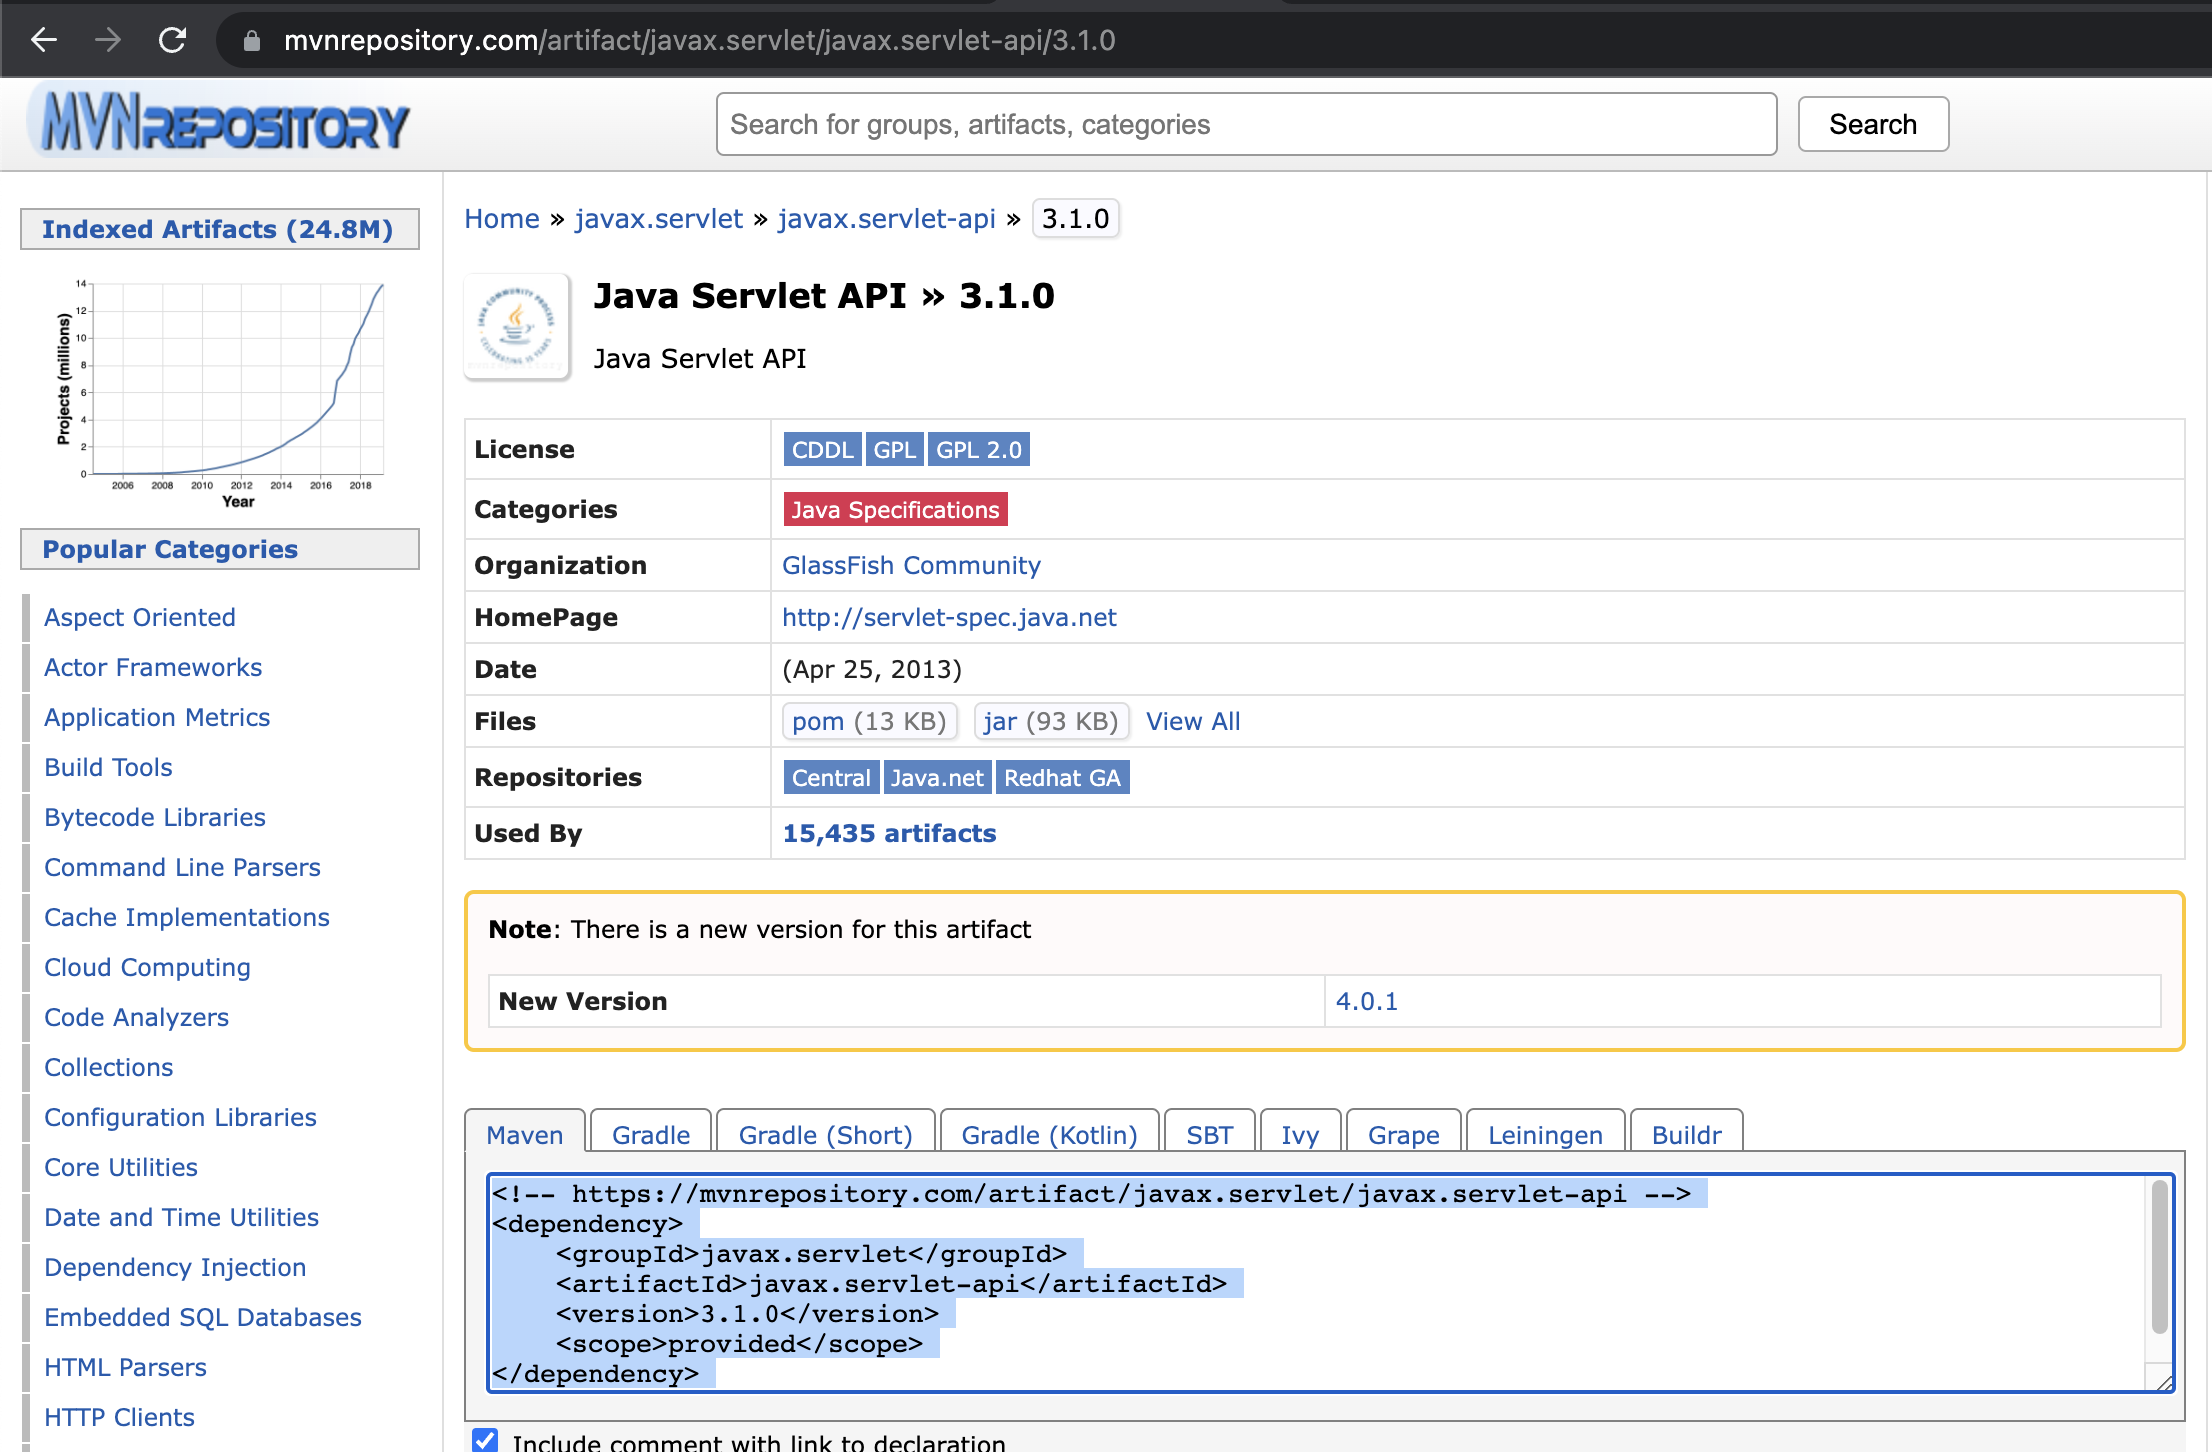 mvnrepository.com/artifact/javax.servlet/javax.servlet-api/3.1.0
MVNREPOSITORY
Search for groups, artifacts, categories
Search
Indexed Artifacts (24.8M)
Projects (millions)
14
12
10
8
6
4
2
0
2006 2008 2010 2012 2014 2016 2018
Year
Popular Categories
Aspect Oriented
Actor Frameworks
Application Metrics
Build Tools
Bytecode Libraries
Command Line Parsers
Cache Implementations
Cloud Computing
Code Analyzers
Collections
Configuration Libraries
Core Utilities
Date and Time Utilities
Dependency Injection
Embedded SQL Databases
HTML Parsers
HTTP Clients
Home » javax.servlet » javax.servlet-api » 3.1.0
JAVA COMMUNITY PROCESS
CELEBRATING 15 YEARS
Java Servlet API » 3.1.0
Java Servlet API
License CDDL GPL GPL 2.0
Categories Java Specifications
Organization GlassFish Community
HomePage http://servlet-spec.java.net
Date (Apr 25, 2013)
Files pom (13 KB) jar (93 KB) View All
Repositories Central Java.net Redhat GA
Used By 15,435 artifacts
Note: There is a new version for this artifact
New Version 4.0.1
Maven Gradle Gradle (Short) Gradle (Kotlin) SBT Ivy Grape Leiningen Buildr
<!-- https://mvnrepository.com/artifact/javax.servlet/javax.servlet-api -->
<dependency>
    <groupId>javax.servlet</groupId>
    <artifactId>javax.servlet-api</artifactId>
    <version>3.1.0</version>
    <scope>provided</scope>
</dependency>
Include comment with link to declaration